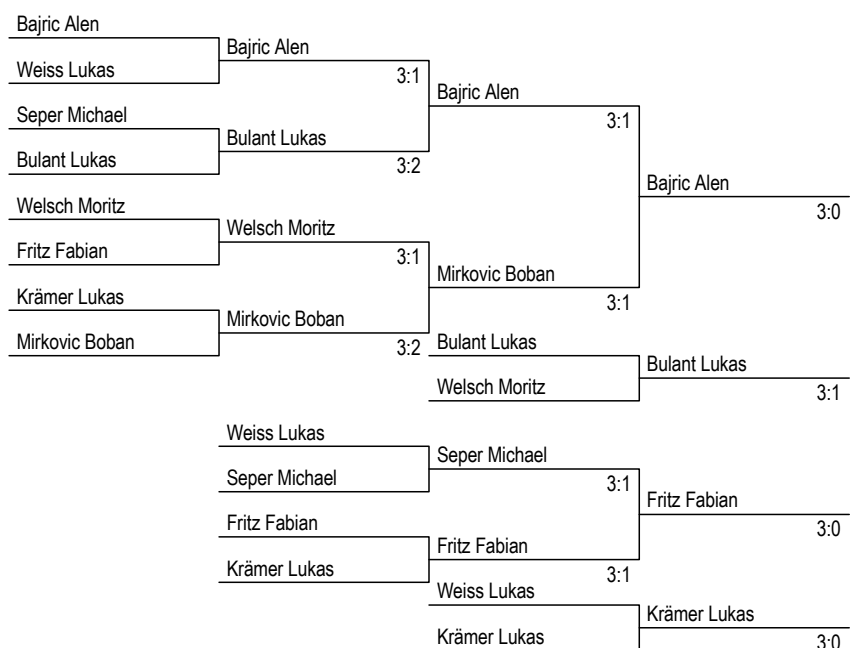 Bajric Alen
Bajric Alen
Weiss Lukas
3:1
Bajric Alen
Seper Michael
3:1
Bulant Lukas
Bulant Lukas
3:2
Bajric Alen
3:0
Welsch Moritz
Welsch Moritz
Fritz Fabian
3:1
Mirkovic Boban
Krämer Lukas
3:1
Mirkovic Boban
Mirkovic Boban
3:2
Bulant Lukas
Bulant Lukas
Welsch Moritz
3:1
Weiss Lukas
Seper Michael
Seper Michael
3:1
Fritz Fabian
Fritz Fabian
3:0
Fritz Fabian
Krämer Lukas
3:1
Weiss Lukas
Krämer Lukas
Krämer Lukas
3:0